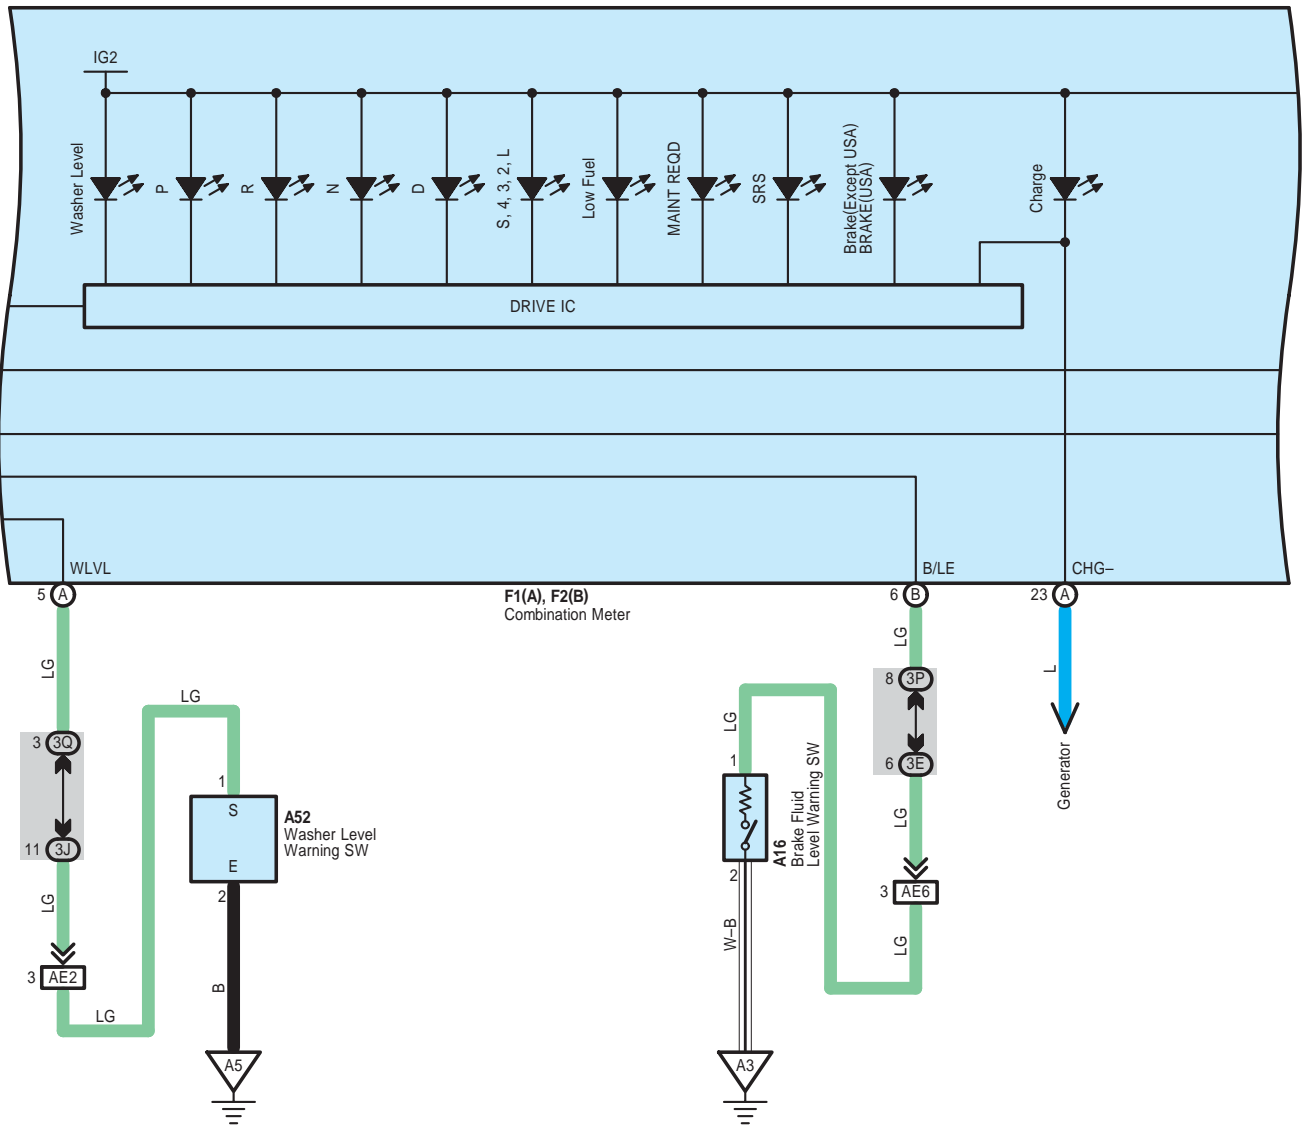 IG2
Washer Level
P
R
N
D
S, 4, 3, 2, L
Low Fuel
MAINT REQD
SRS
Brake(Except USA)
BRAKE(USA)
Charge
DRIVE IC
WLVL
B/LE
CHG–
5 A
F1(A), F2(B)
Combination Meter
6 B
23 A
LG
LG
L
8 3P
3 3Q
LG
LG
Generator
1
1
6 3E
S
A52
Washer Level
Warning SW
A16
Brake Fluid
Level Warning SW
11 3J
E
LG
2
2
LG
3 AE6
W–B
LG
3 AE2
B
LG
A5
A3